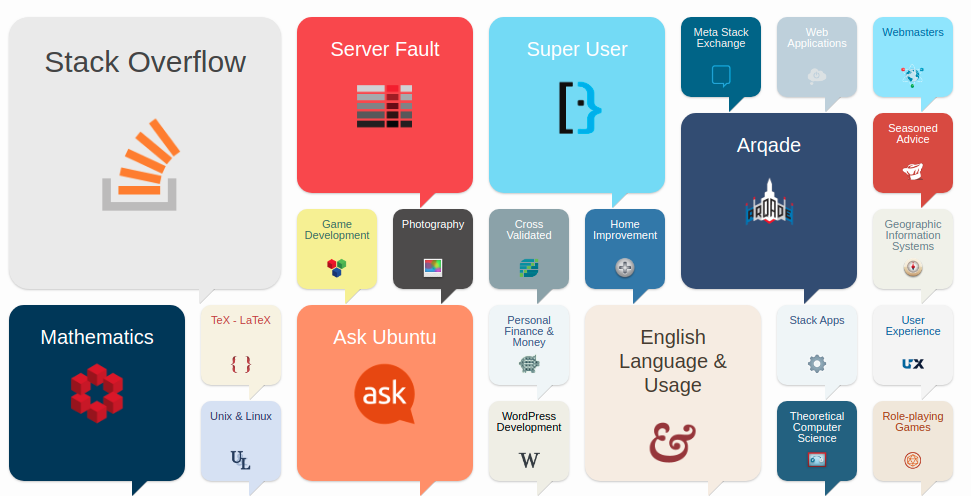 Stack Overflow
Server Fault
Super User
Meta Stack
Exchange
Web
Applications
Webmasters
Arqade
ARQADE
Seasoned
Advice
Game
Development
Photography
Cross
Validated
Home
Improvement
Geographic
Information
Systems
Mathematics
TeX - LaTeX
{ }
Ask Ubuntu
ask
Personal
Finance &
Money
English
Language &
Usage
&
Stack Apps
User
Experience
UX
Unix & Linux
UL
WordPress
Development
W
Theoretical
Computer
Science
Role-playing
Games